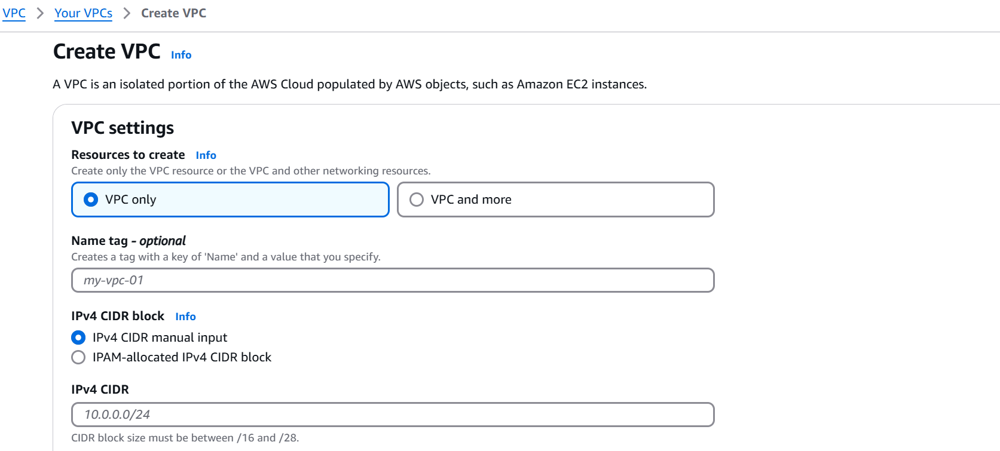 VPC > Your VPCs > Create VPC
Create VPC Info
A VPC is an isolated portion of the AWS Cloud populated by AWS objects, such as Amazon EC2 instances.
VPC settings
Resources to create Info
Create only the VPC resource or the VPC and other networking resources.
VPC only VPC and more
Name tag - optional
Creates a tag with a key of 'Name' and a value that you specify.
my-vpc-01
IPv4 CIDR block Info
IPv4 CIDR manual input
IPAM-allocated IPv4 CIDR block
IPv4 CIDR
10.0.0.0/24
CIDR block size must be between /16 and /28.